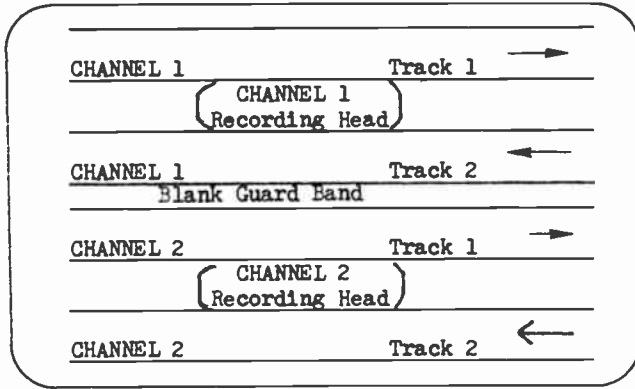 CHANNEL 1 Track 1
CHANNEL 1
Recording Head
CHANNEL 1 Track 2
Blank Guard Band
CHANNEL 2 Track 1
CHANNEL 2
Recording Head
CHANNEL 2 Track 2